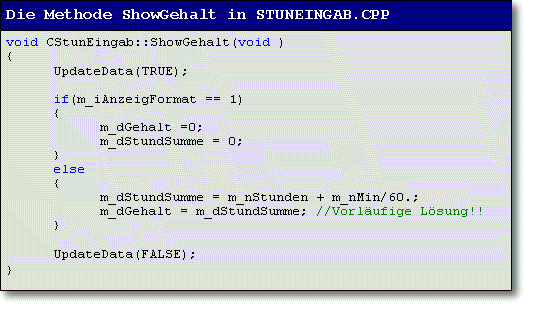 Die Methode ShowGehalt in STUNEINGAB.CPP
void CStunEingab::ShowGehalt(void )
{
UpdateData(TRUE);
if(m_iAnzeigFormat == 1)
{
m_dGehalt =0;
m_dStundSumme = 0;
}
else
{
m_dStundSumme = m_nStunden + m_nMin/60.;
m_dGehalt = m_dStundSumme; //Vorläufige Lösung!!
}
UpdateData(FALSE);
}